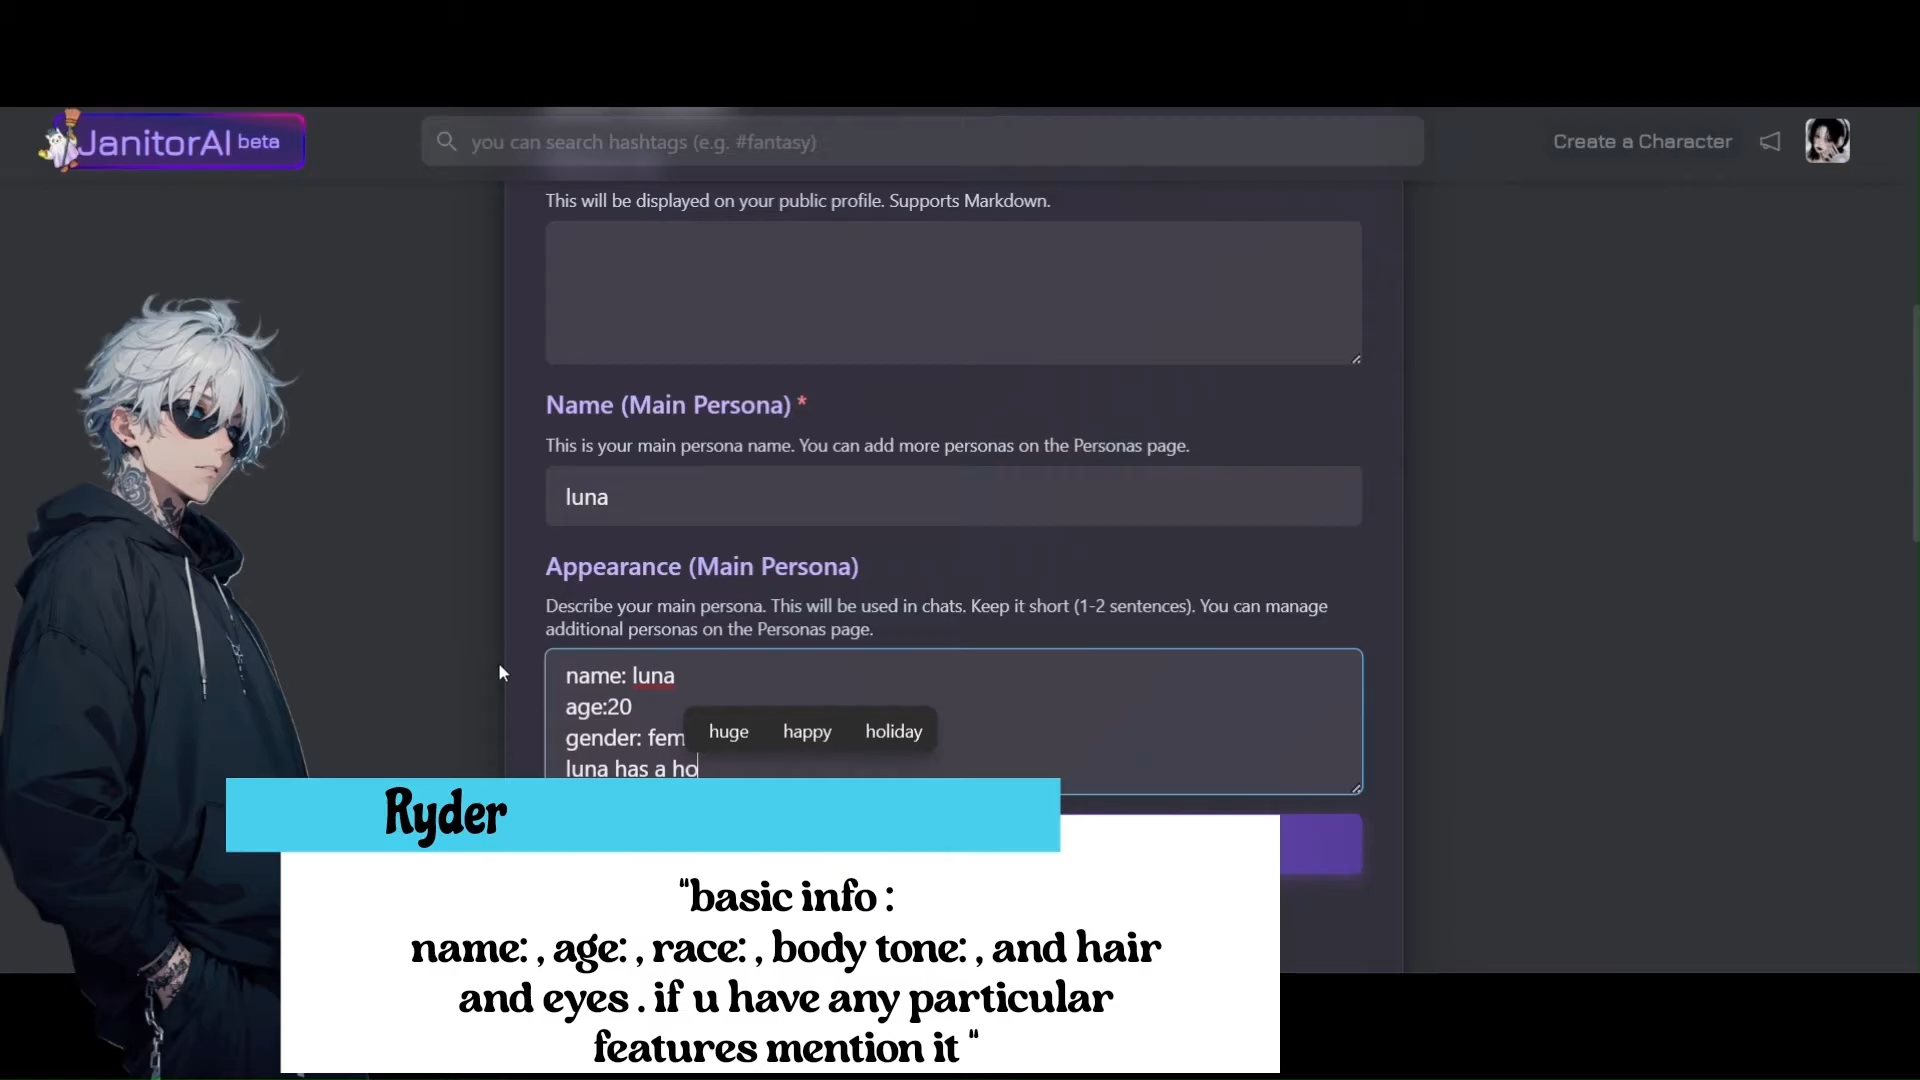 JanitorAI beta
you can search hashtags (e.g. #fantasy)
Create a Character
This will be displayed on your public profile. Supports Markdown.
Name (Main Persona) *
This is your main persona name. You can add more personas on the Personas page.
luna
Appearance (Main Persona)
Describe your main persona. This will be used in chats. Keep it short (1-2 sentences). You can manage
additional personas on the Personas page.
name: luna
age:20
huge happy holiday
gender: fem
luna has a ho
Ryder
"basic info :
name: , age: , race: , body tone: , and hair
and eyes . if u have any particular
features mention it "